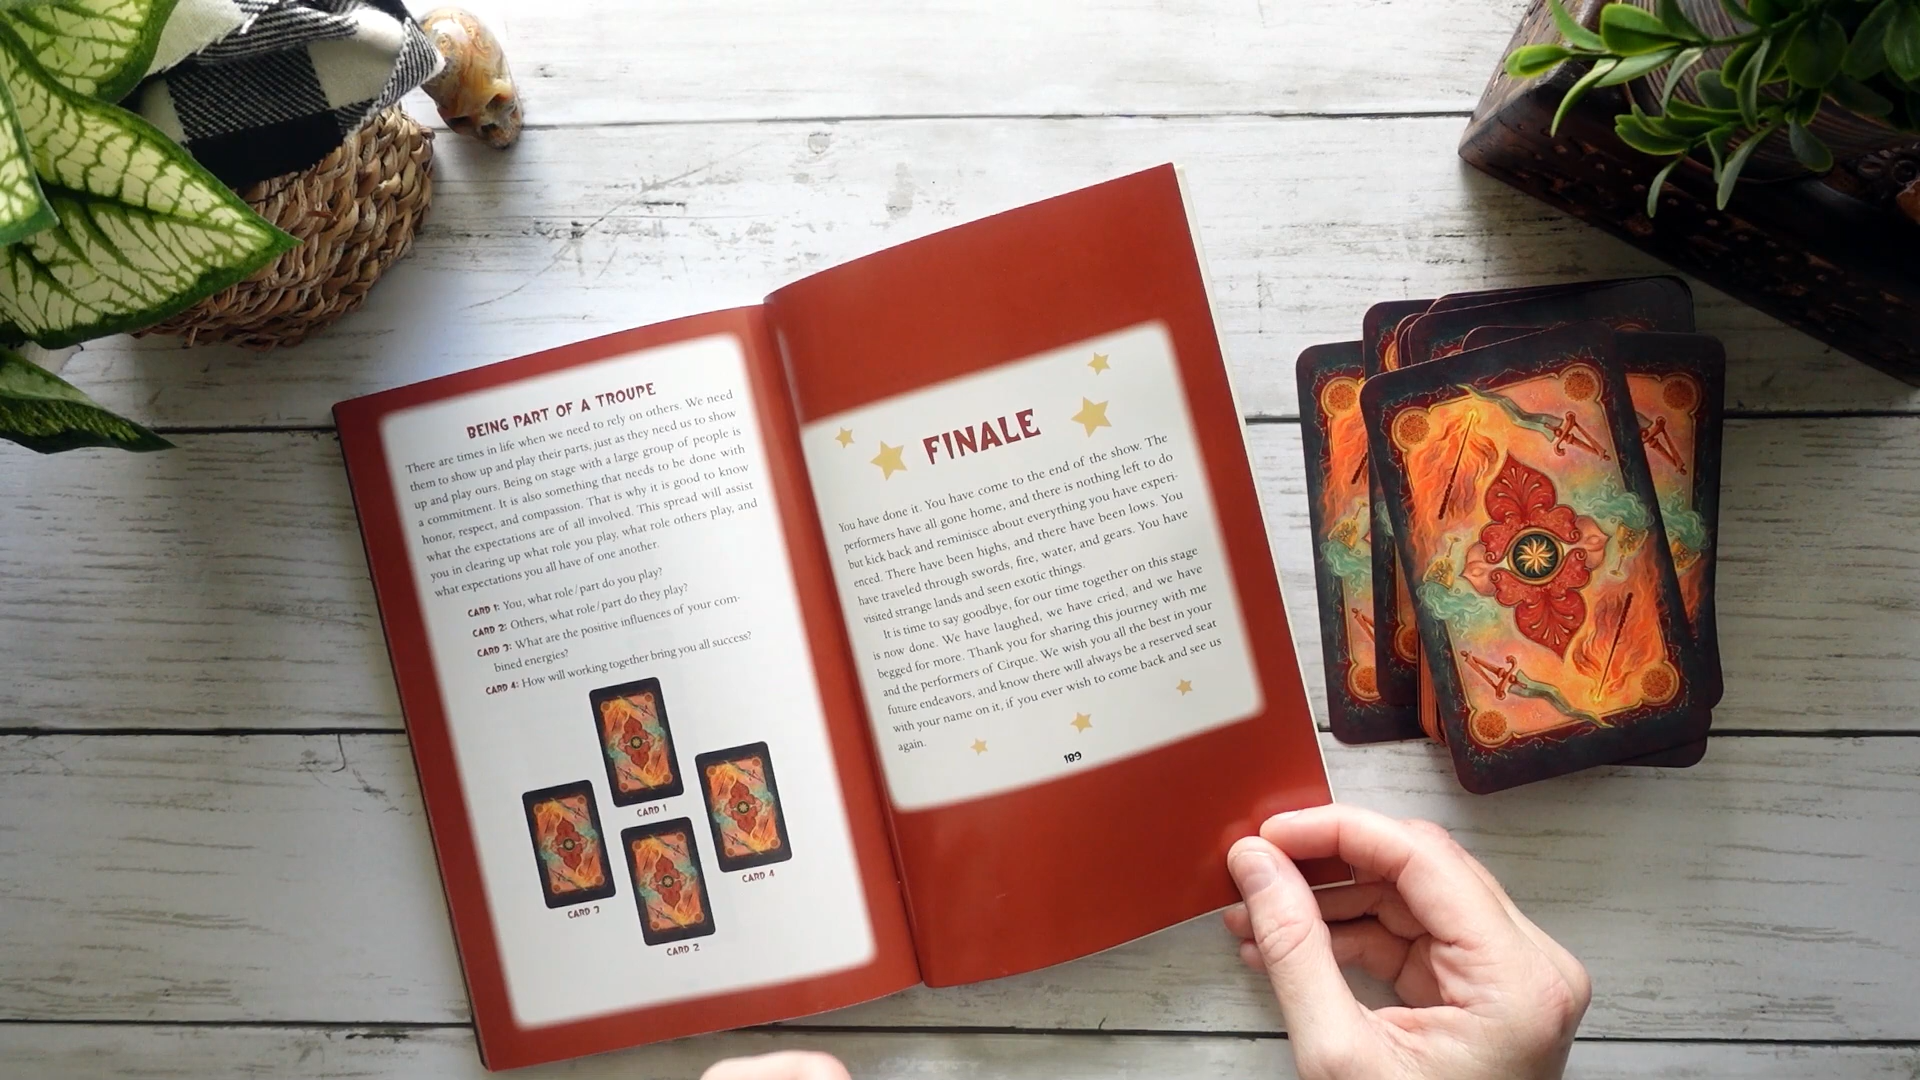 BEING PART OF A TROUPE
There are times in life when we need to rely on others. We need
them to show up and play their parts, just as they need us to show
up and play ours. Being on stage with a large group of people is
a commitment. It is also something that needs to be done with
honor, respect, and compassion. That is why it is good to know
what the expectations are of all involved. This spread will assist
you in clearing up what role you play, what role others play, and
what expectations you all have of one another.
CARD 1: You, what role/part do you play?
CARD 2: Others, what role/part do they play?
CARD 3: What are the positive influences of your com-
bined energies?
CARD 4: How will working together bring you all success?
CARD 1
CARD 4
CARD 3
CARD 2
FINALE
You have done it. You have come to the end of the show. The
performers have all gone home, and there is nothing left to do
but kick back and reminisce about everything you have experi-
enced. There have been highs, and there have been lows. You
have traveled through swords, fire, water, and gears. You have
visited strange lands and seen exotic things.
It is time to say goodbye, for our time together on this stage
is now done. We have laughed, we have cried, and we have
begged for more. Thank you for sharing this journey with me
and the performers of Cirque. We wish you all the best in your
future endeavors, and know there will always be a reserved seat
with your name on it, if you ever wish to come back and see us
again.
189